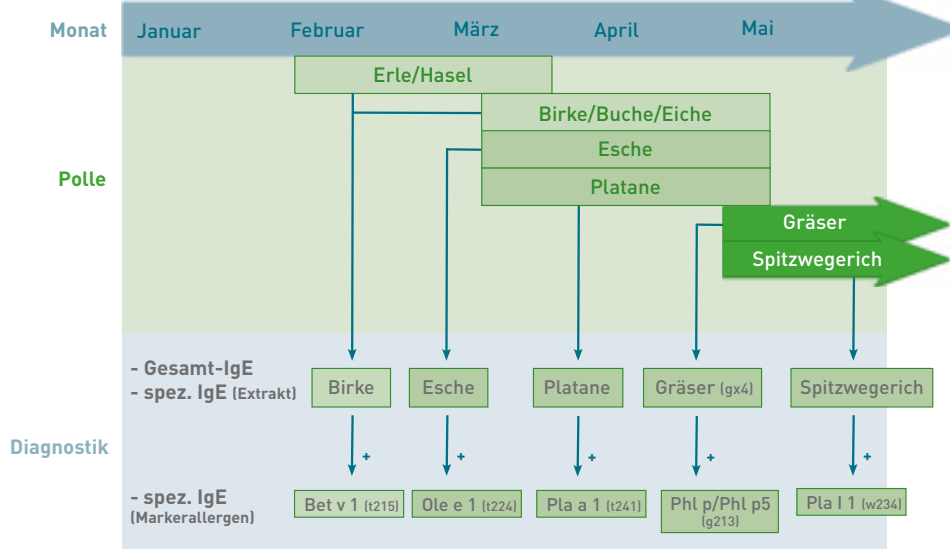 Monat Januar Februar März April Mai
Erle/Hasel
Birke/Buche/Eiche
Esche
Polle
Platane
Gräser
Spitzwegerich
- Gesamt-IgE
- spez. IgE (Extrakt)
Birke Esche Platane Gräser (gx4) Spitzwegerich
Diagnostik
+ + + + +
- spez. IgE
(Markerallergen)
Bet v 1 (t215) Ole e 1 (t224) Pla a 1 (t241) Phl p/Phl p5
(g213)
Pla l 1 (w234)